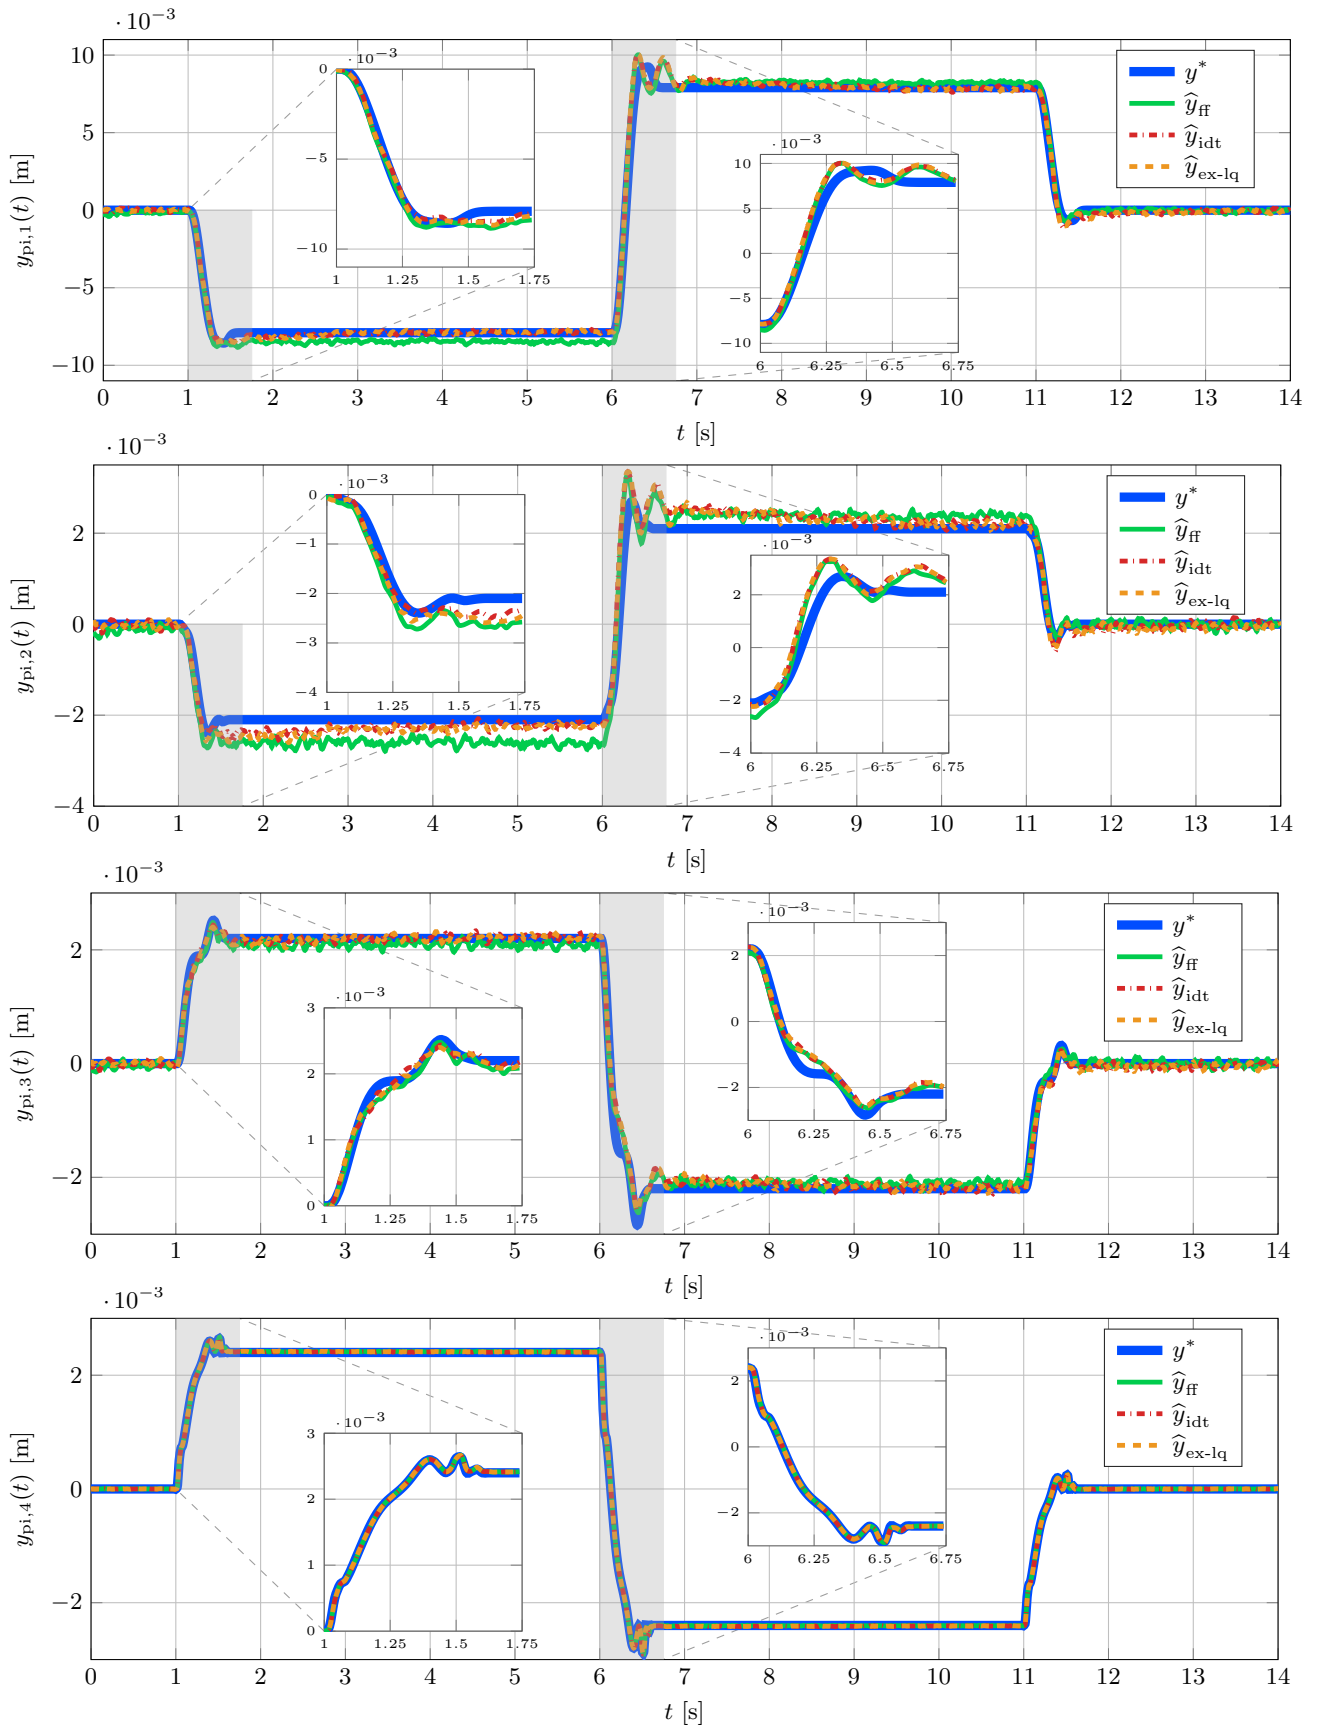 · 10⁻³
y_pi,1(t) [m]
10
5
0
−5
−10
0 1 2 3 4 5 6 7 8 9 10 11 12 13 14
t [s]
· 10⁻³
0
−5
−10
1 1.25 1.5 1.75
· 10⁻³
10
5
0
−5
−10
6 6.25 6.5 6.75
y*
ŷ_ff
ŷ_idt
ŷ_ex-lq
· 10⁻³
y_pi,2(t) [m]
2
0
−2
−4
0 1 2 3 4 5 6 7 8 9 10 11 12 13 14
t [s]
· 10⁻³
0
−1
−2
−3
−4
1 1.25 1.5 1.75
· 10⁻³
2
0
−2
−4
6 6.25 6.5 6.75
y*
ŷ_ff
ŷ_idt
ŷ_ex-lq
· 10⁻³
y_pi,3(t) [m]
2
0
−2
0 1 2 3 4 5 6 7 8 9 10 11 12 13 14
t [s]
· 10⁻³
3
2
1
0
1 1.25 1.5 1.75
· 10⁻³
2
0
−2
6 6.25 6.5 6.75
y*
ŷ_ff
ŷ_idt
ŷ_ex-lq
· 10⁻³
y_pi,4(t) [m]
2
0
−2
0 1 2 3 4 5 6 7 8 9 10 11 12 13 14
t [s]
· 10⁻³
3
2
1
0
1 1.25 1.5 1.75
· 10⁻³
2
0
−2
6 6.25 6.5 6.75
y*
ŷ_ff
ŷ_idt
ŷ_ex-lq